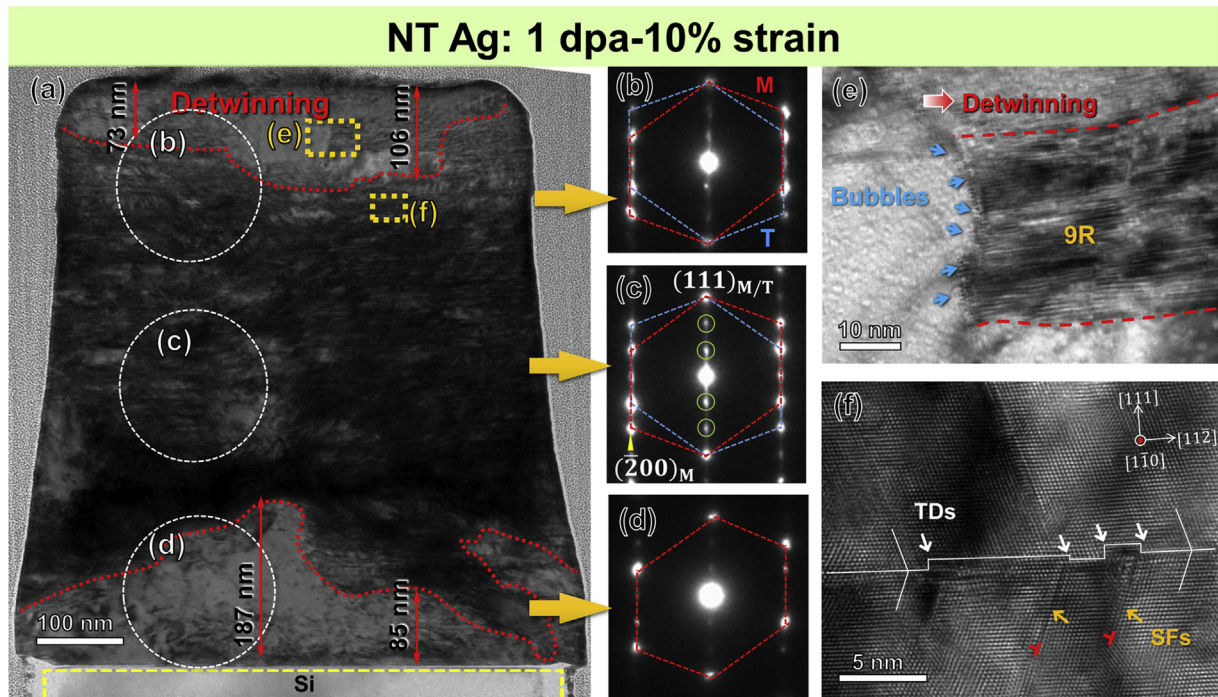 NT Ag: 1 dpa-10% strain
(a)
73 nm
Detwinning
(e)
106 nm
(b)
(f)
(c)
(d)
187 nm
85 nm
100 nm
Si
(b)
M
T
(c)
(111)M/T
(2̄00)M
(d)
(e)
Detwinning
Bubbles
9R
10 nm
(f)
[111]
[112̄]
[11̄0]
TDs
SFs
5 nm